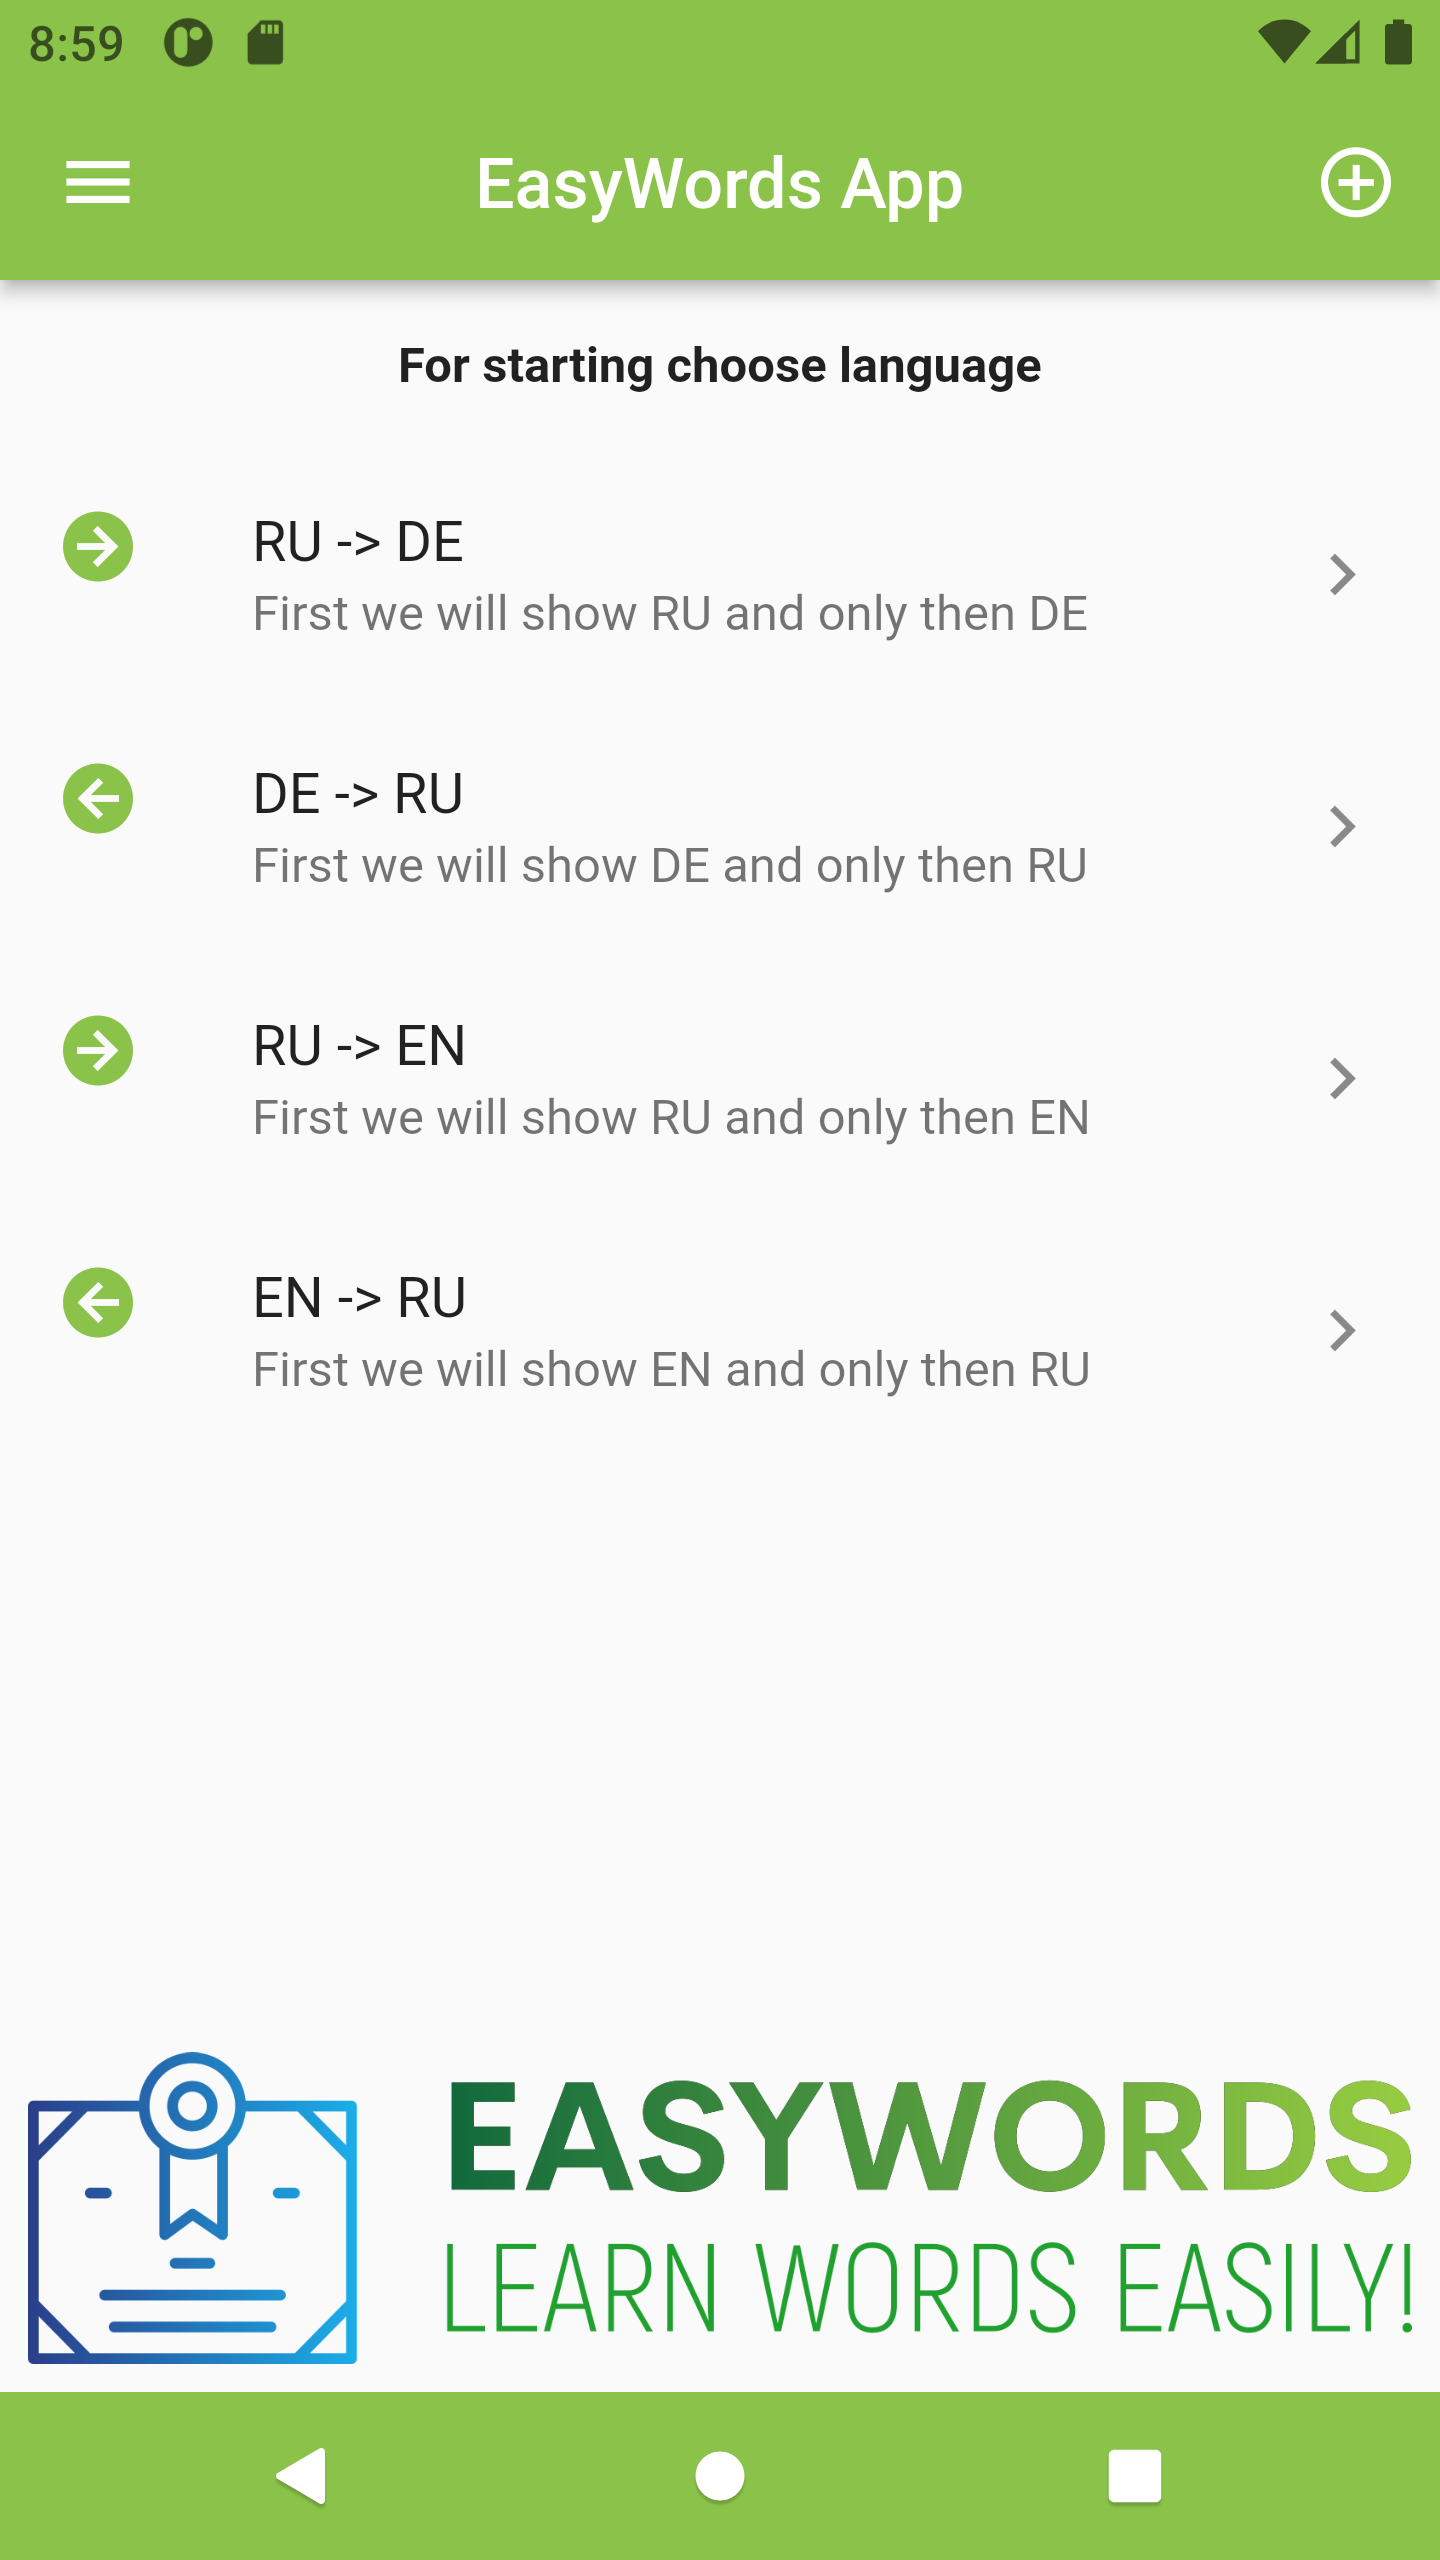 8:59
EasyWords App
For starting choose language
RU -> DE
First we will show RU and only then DE
DE -> RU
First we will show DE and only then RU
RU -> EN
First we will show RU and only then EN
EN -> RU
First we will show EN and only then RU
EASYWORDS
LEARN WORDS EASILY!